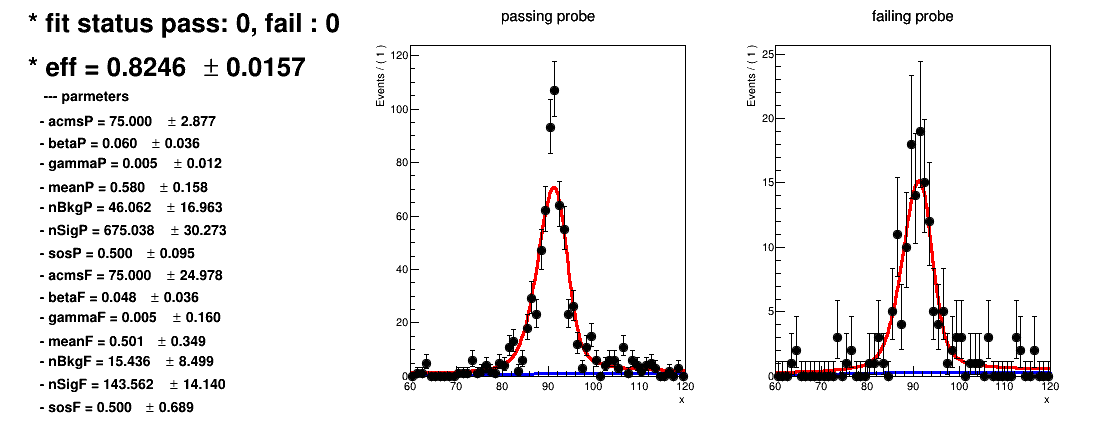 * fit status pass: 0, fail : 0
* eff = 0.8246 ± 0.0157
--- parmeters
- acmsP = 75.000 ± 2.877
- betaP = 0.060 ± 0.036
- gammaP = 0.005 ± 0.012
- meanP = 0.580 ± 0.158
- nBkgP = 46.062 ± 16.963
- nSigP = 675.038 ± 30.273
- sosP = 0.500 ± 0.095
- acmsF = 75.000 ± 24.978
- betaF = 0.048 ± 0.036
- gammaF = 0.005 ± 0.160
- meanF = 0.501 ± 0.349
- nBkgF = 15.436 ± 8.499
- nSigF = 143.562 ± 14.140
- sosF = 0.500 ± 0.689
passing probe
Events / ( 1 )
120
100
80
60
40
20
0
60 70 80 90 100 110 120
x
failing probe
Events / ( 1 )
25
20
15
10
5
0
60 70 80 90 100 110 120
x